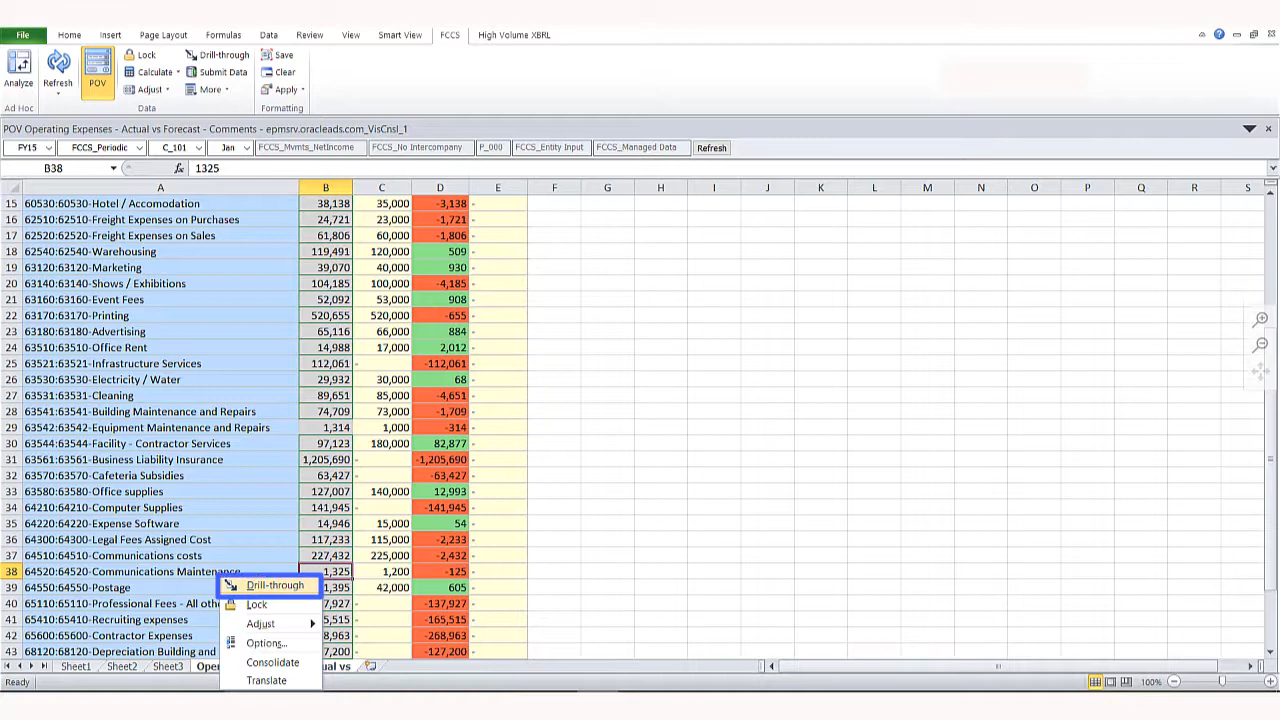 File Home Insert Page Layout Formulas Data Review View Smart View FCCS High Volume XBRL
Lock Drill-through Save
Calculate Submit Data Clear
Analyze Refresh POV Adjust More Apply
Ad Hoc Data Formatting
POV Operating Expenses - Actual vs Forecast - Comments - epmsrv.oracleads.com_VisCnsl_1
FY15 FCCS_Periodic C_101 Jan FCCS_Mvmts_NetIncome FCCS_No Intercompany P_000 FCCS_Entity Input FCCS_Managed Data Refresh
B38 fx 1325
A B C D E F G H I J K L M N O P Q R S
15 60530:60530-Hotel / Accomodation 38,138 35,000 -3,138 -
16 62510:62510-Freight Expenses on Purchases 24,721 23,000 -1,721 -
17 62520:62520-Freight Expenses on Sales 61,806 60,000 -1,806 -
18 62540:62540-Warehousing 119,491 120,000 509 -
19 63120:63120-Marketing 39,070 40,000 930 -
20 63140:63140-Shows / Exhibitions 104,185 100,000 -4,185 -
21 63160:63160-Event Fees 52,092 53,000 908 -
22 63170:63170-Printing 520,655 520,000 -655 -
23 63180:63180-Advertising 65,116 66,000 884 -
24 63510:63510-Office Rent 14,988 17,000 2,012 -
25 63521:63521-Infrastructure Services 112,061 - -112,061 -
26 63530:63530-Electricity / Water 29,932 30,000 68 -
27 63531:63531-Cleaning 89,651 85,000 -4,651 -
28 63541:63541-Building Maintenance and Repairs 74,709 73,000 -1,709 -
29 63542:63542-Equipment Maintenance and Repairs 1,314 1,000 -314 -
30 63544:63544-Facility - Contractor Services 97,123 180,000 82,877 -
31 63561:63561-Business Liability Insurance 1,205,690 - -1,205,690 -
32 63570:63570-Cafeteria Subsidies 63,427 - -63,427 -
33 63580:63580-Office supplies 127,007 140,000 12,993 -
34 64210:64210-Computer Supplies 141,945 - -141,945 -
35 64220:64220-Expense Software 14,946 15,000 54 -
36 64300:64300-Legal Fees Assigned Cost 117,233 115,000 -2,233 -
37 64510:64510-Communications costs 227,432 225,000 -2,432 -
38 64520:64520-Communications Maintenance 1,325 1,200 -125 -
39 64550:64550-Postage 1,395 42,000 605 -
40 65110:65110-Professional Fees - All othe 7,927 - -137,927 -
41 65410:65410-Recruiting expenses 5,515 - -165,515 -
42 65600:65600-Contractor Expenses 8,963 - -268,963 -
43 68120:68120-Depreciation Building and 7,200 - -127,200 -
Drill-through
Lock
Adjust
Options...
Consolidate
Translate
Sheet1 Sheet2 Sheet3 Oper ual vs
Ready 100%